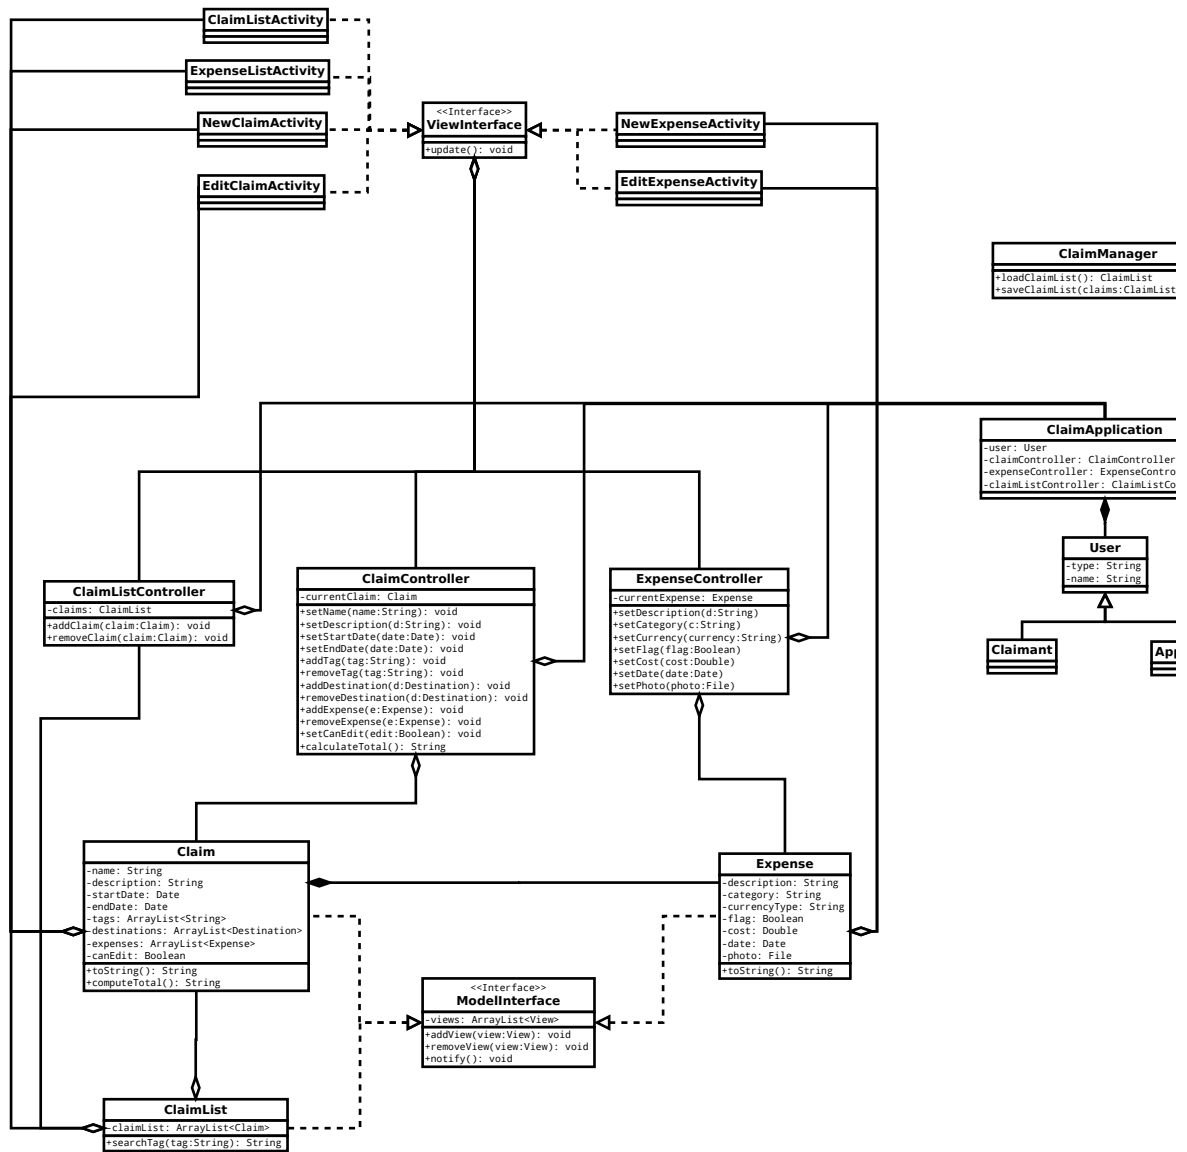 ClaimListActivity
ExpenseListActivity
NewClaimActivity
EditClaimActivity
<<Interface>>
ViewInterface
+update(): void
NewExpenseActivity
EditExpenseActivity
ClaimManager
+loadClaimList(): ClaimList
+saveClaimList(claims:ClaimList
ClaimApplication
-user: User
-claimController: ClaimController
-expenseController: ExpenseContro
-claimListController: ClaimListCo
User
-type: String
-name: String
Claimant
App
ClaimListController
-claims: ClaimList
+addClaim(claim:Claim): void
+removeClaim(claim:Claim): void
ClaimController
-currentClaim: Claim
+setName(name:String): void
+setDescription(d:String): void
+setStartDate(date:Date): void
+setEndDate(date:Date): void
+addTag(tag:String): void
+removeTag(tag:String): void
+addDestination(d:Destination): void
+removeDestination(d:Destination): void
+addExpense(e:Expense): void
+removeExpense(e:Expense): void
+setCanEdit(edit:Boolean): void
+calculateTotal(): String
ExpenseController
-currentExpense: Expense
+setDescription(d:String)
+setCategory(c:String)
+setCurrency(currency:String)
+setFlag(flag:Boolean)
+setCost(cost:Double)
+setDate(date:Date)
+setPhoto(photo:File)
Claim
-name: String
-description: String
-startDate: Date
-endDate: Date
-tags: ArrayList<String>
-destinations: ArrayList<Destination>
-expenses: ArrayList<Expense>
-canEdit: Boolean
+toString(): String
+computeTotal(): String
Expense
-description: String
-category: String
-currencyType: String
-flag: Boolean
-cost: Double
-date: Date
-photo: File
+toString(): String
<<Interface>>
ModelInterface
-views: ArrayList<View>
+addView(view:View): void
+removeView(view:View): void
+notify(): void
ClaimList
-claimList: ArrayList<Claim>
+searchTag(tag:String): String